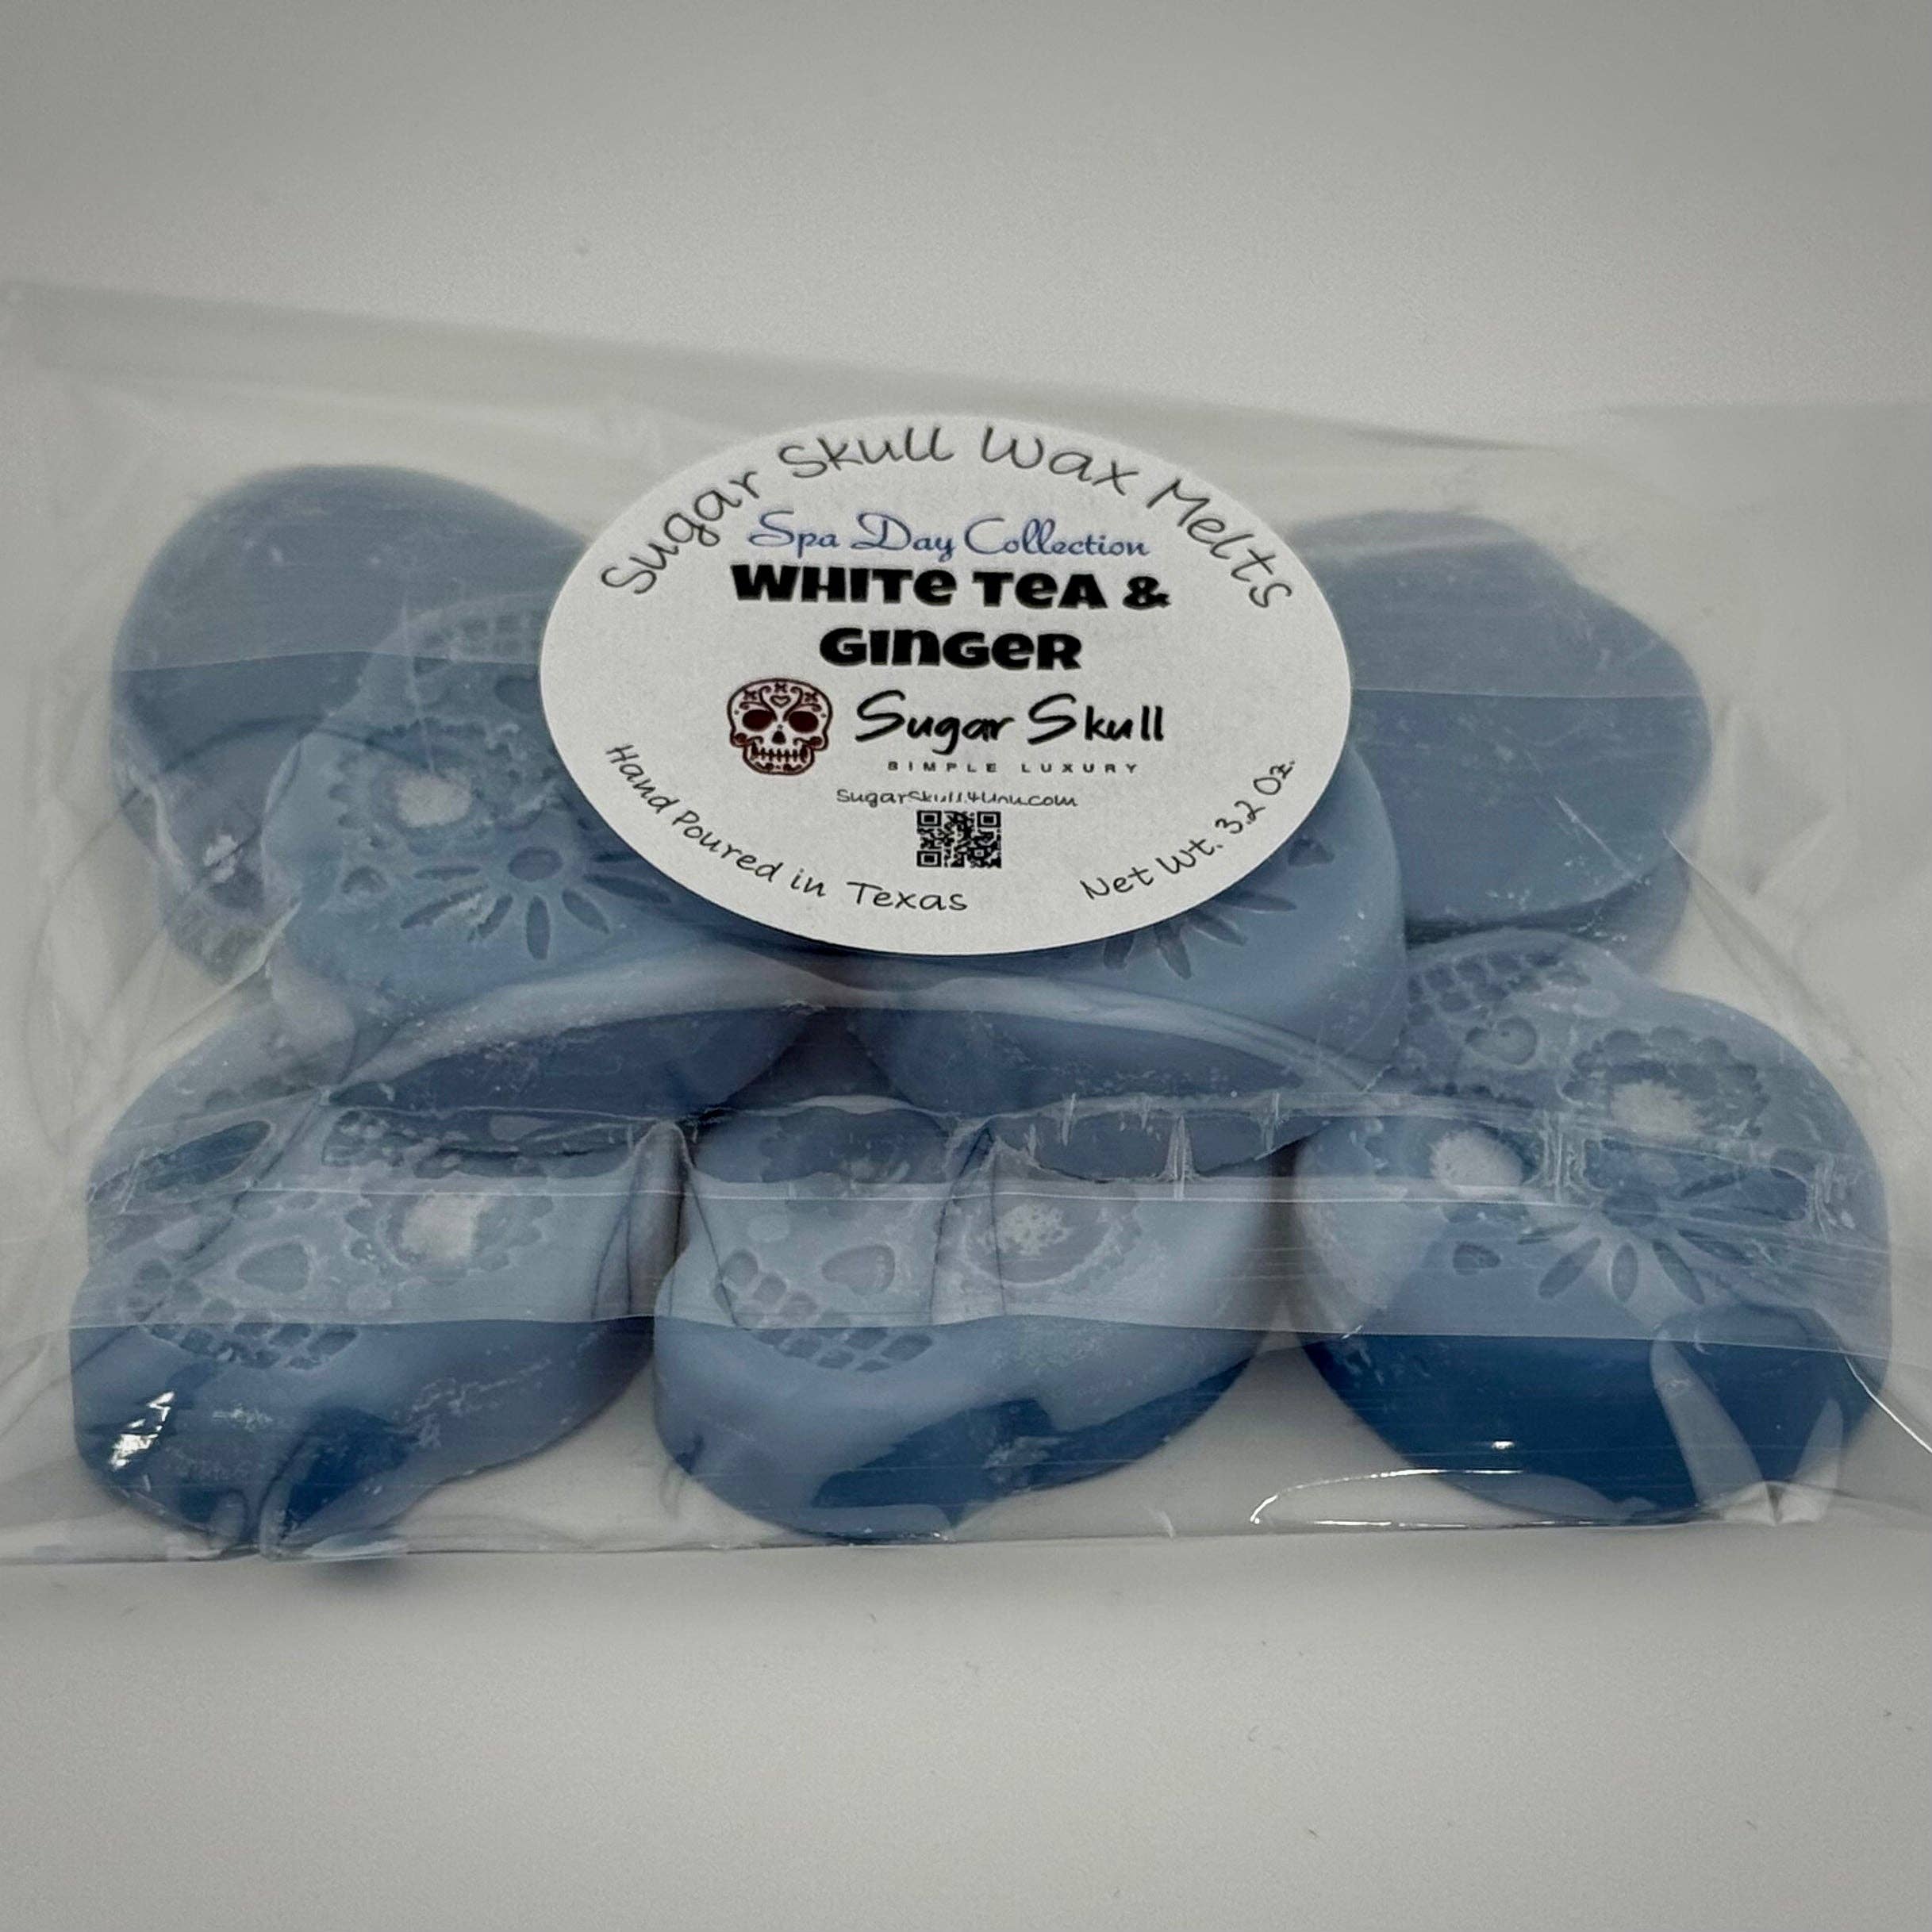 Sugar Skull Wax Melts
Spa Day Collection
WHITE TEA &
GINGER
Sugar Skull
SIMPLE LUXURY
SugarSkull4Unu.com
Hand Poured in Texas
Net Wt. 3.2 Oz.